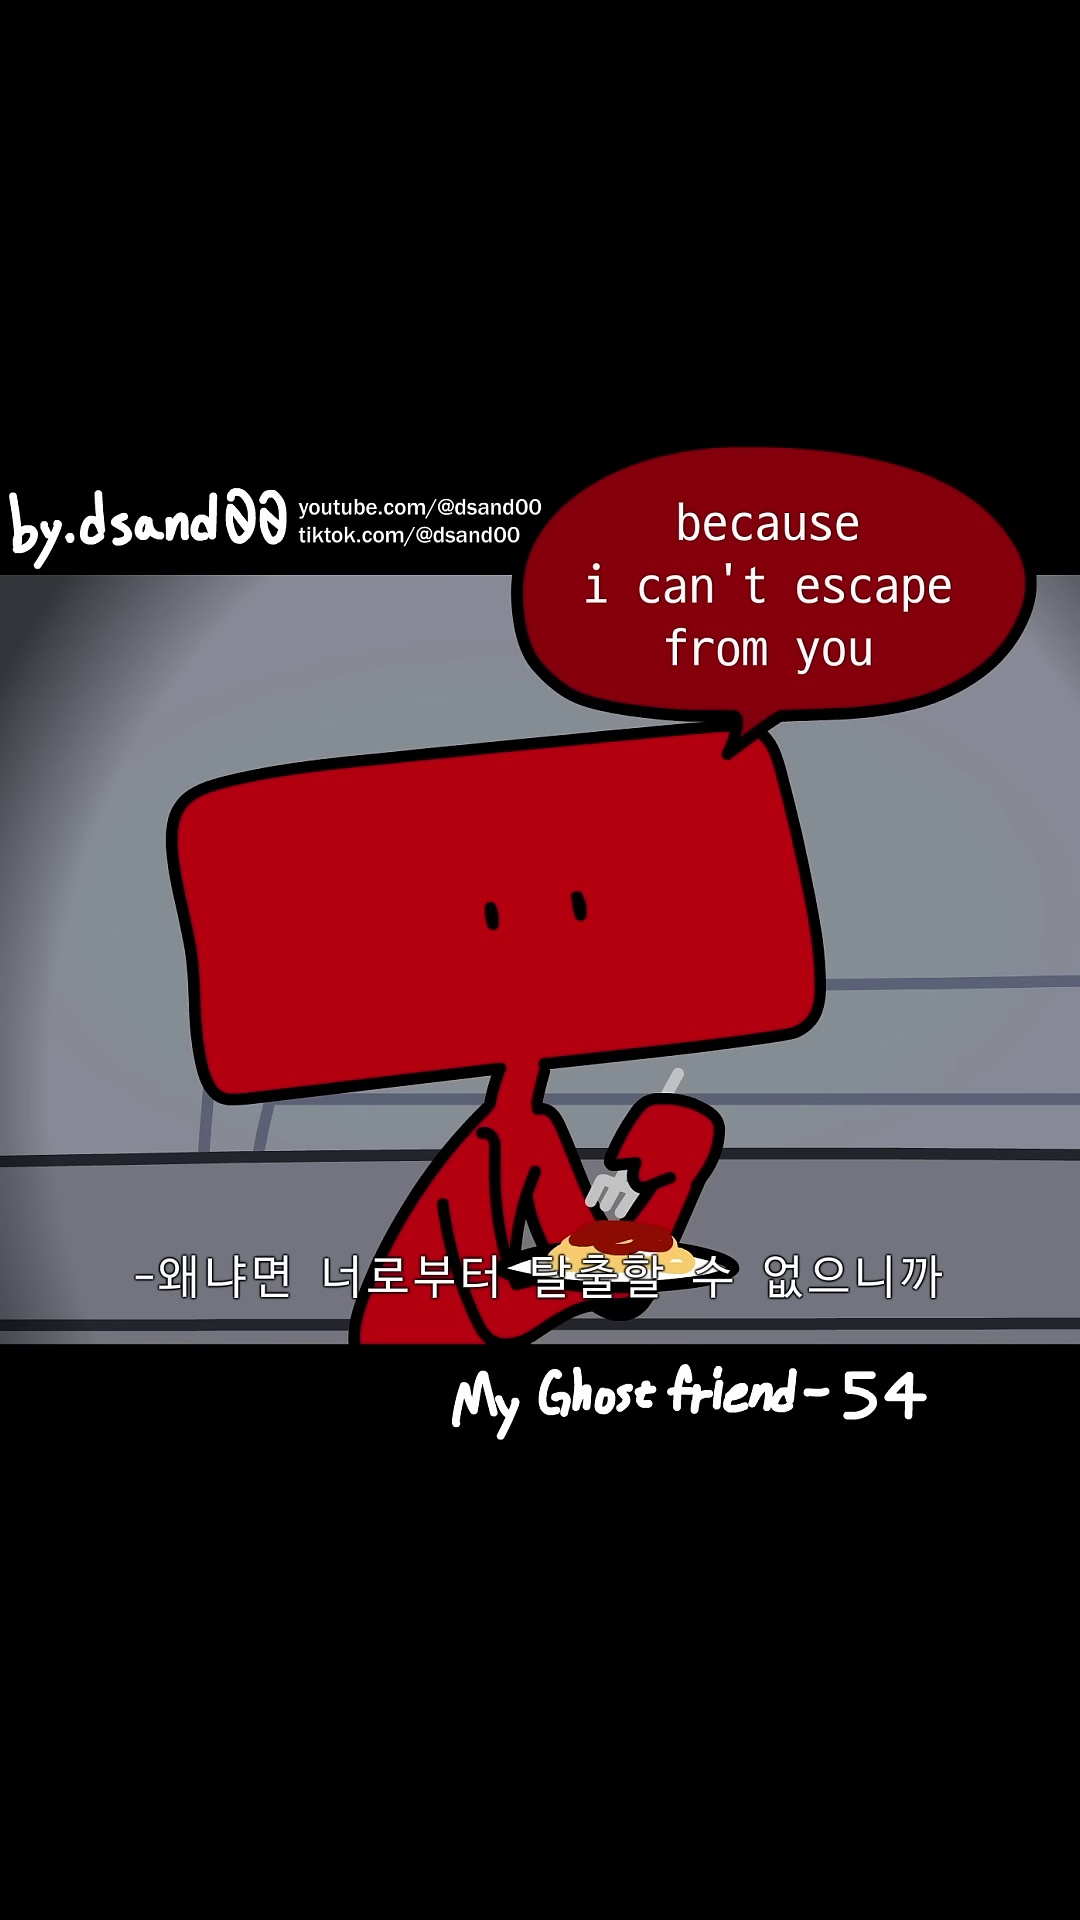 by.dsand00
youtube.com/@dsand00
tiktok.com/@dsand00
because
i can't escape
from you
-왜냐면 너로부터 탈출할 수 없으니까
My Ghost friend-54